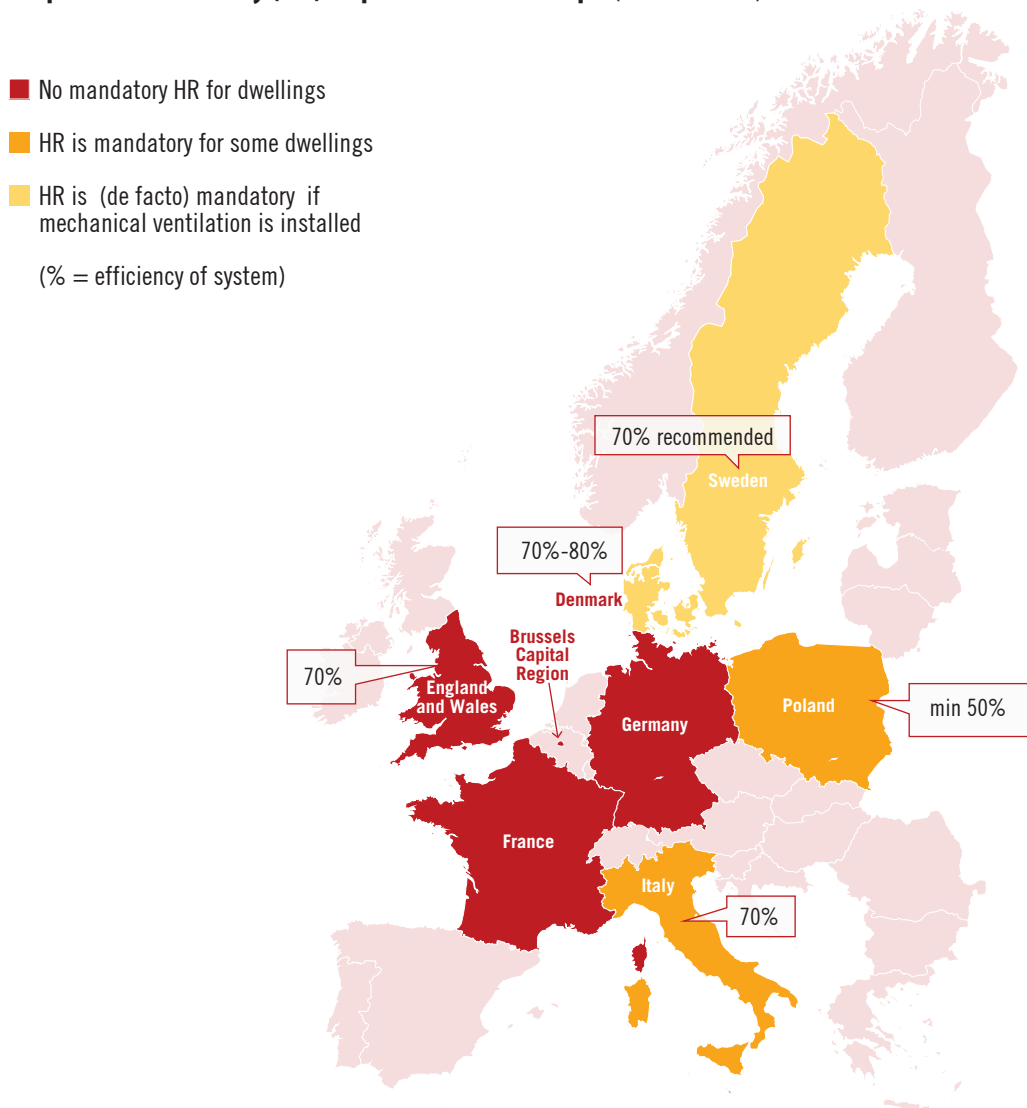 No mandatory HR for dwellings
HR is mandatory for some dwellings
HR is (de facto) mandatory if
mechanical ventilation is installed
(% = efficiency of system)
70% recommended
Sweden
70%-80%
Denmark
Brussels
Capital
Region
70%
England
and Wales
Germany
Poland
min 50%
France
Italy
70%